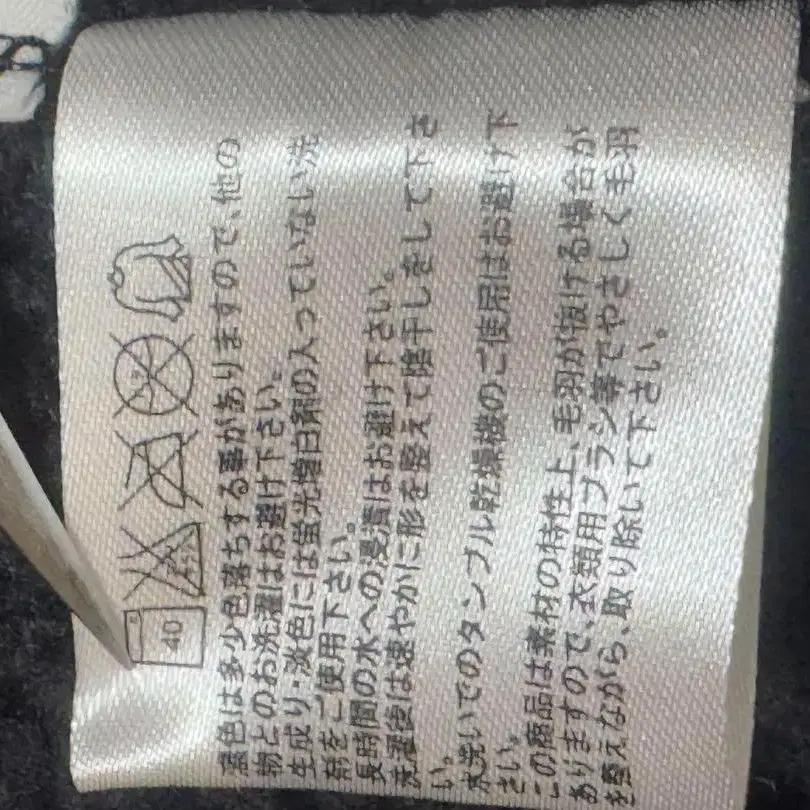 40
濃色は多少色落ちする事がありますので、他の
物とのお洗濯はお避け下さい。
生成り・淡色には蛍光増白剤の入っていない洗
剤をご使用下さい。
長時間の水への浸漬はお避け下さい。
洗濯後は速やかに形を整えて陰干しをして下さ
い。
水洗いでのタンブル乾燥機のご使用はお避け下
さい。
この商品は素材の特性上、毛羽が抜ける場合が
ありますので、衣類用ブラシ等でやさしく毛羽
を整えながら、取り除いて下さい。